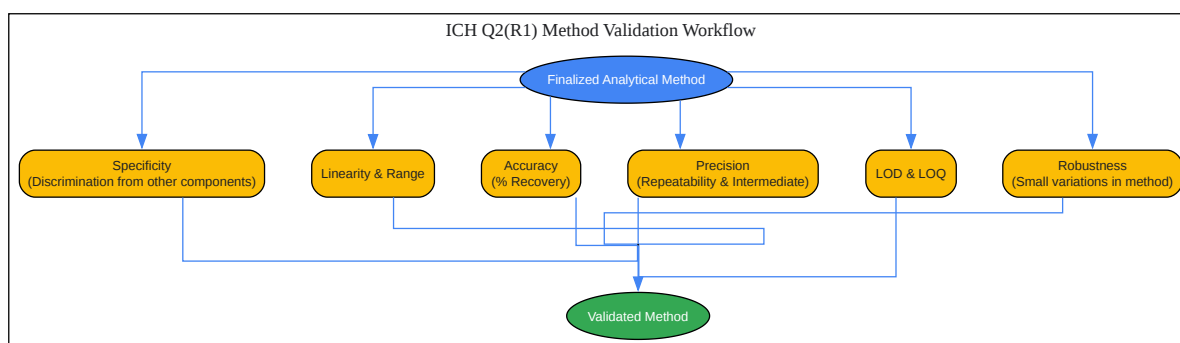 ICH Q2(R1) Method Validation Workflow
Finalized Analytical Method
Specificity
(Discrimination from other components)
Linearity & Range
Accuracy
(% Recovery)
Precision
(Repeatability & Intermediate)
LOD & LOQ
Robustness
(Small variations in method)
Validated Method